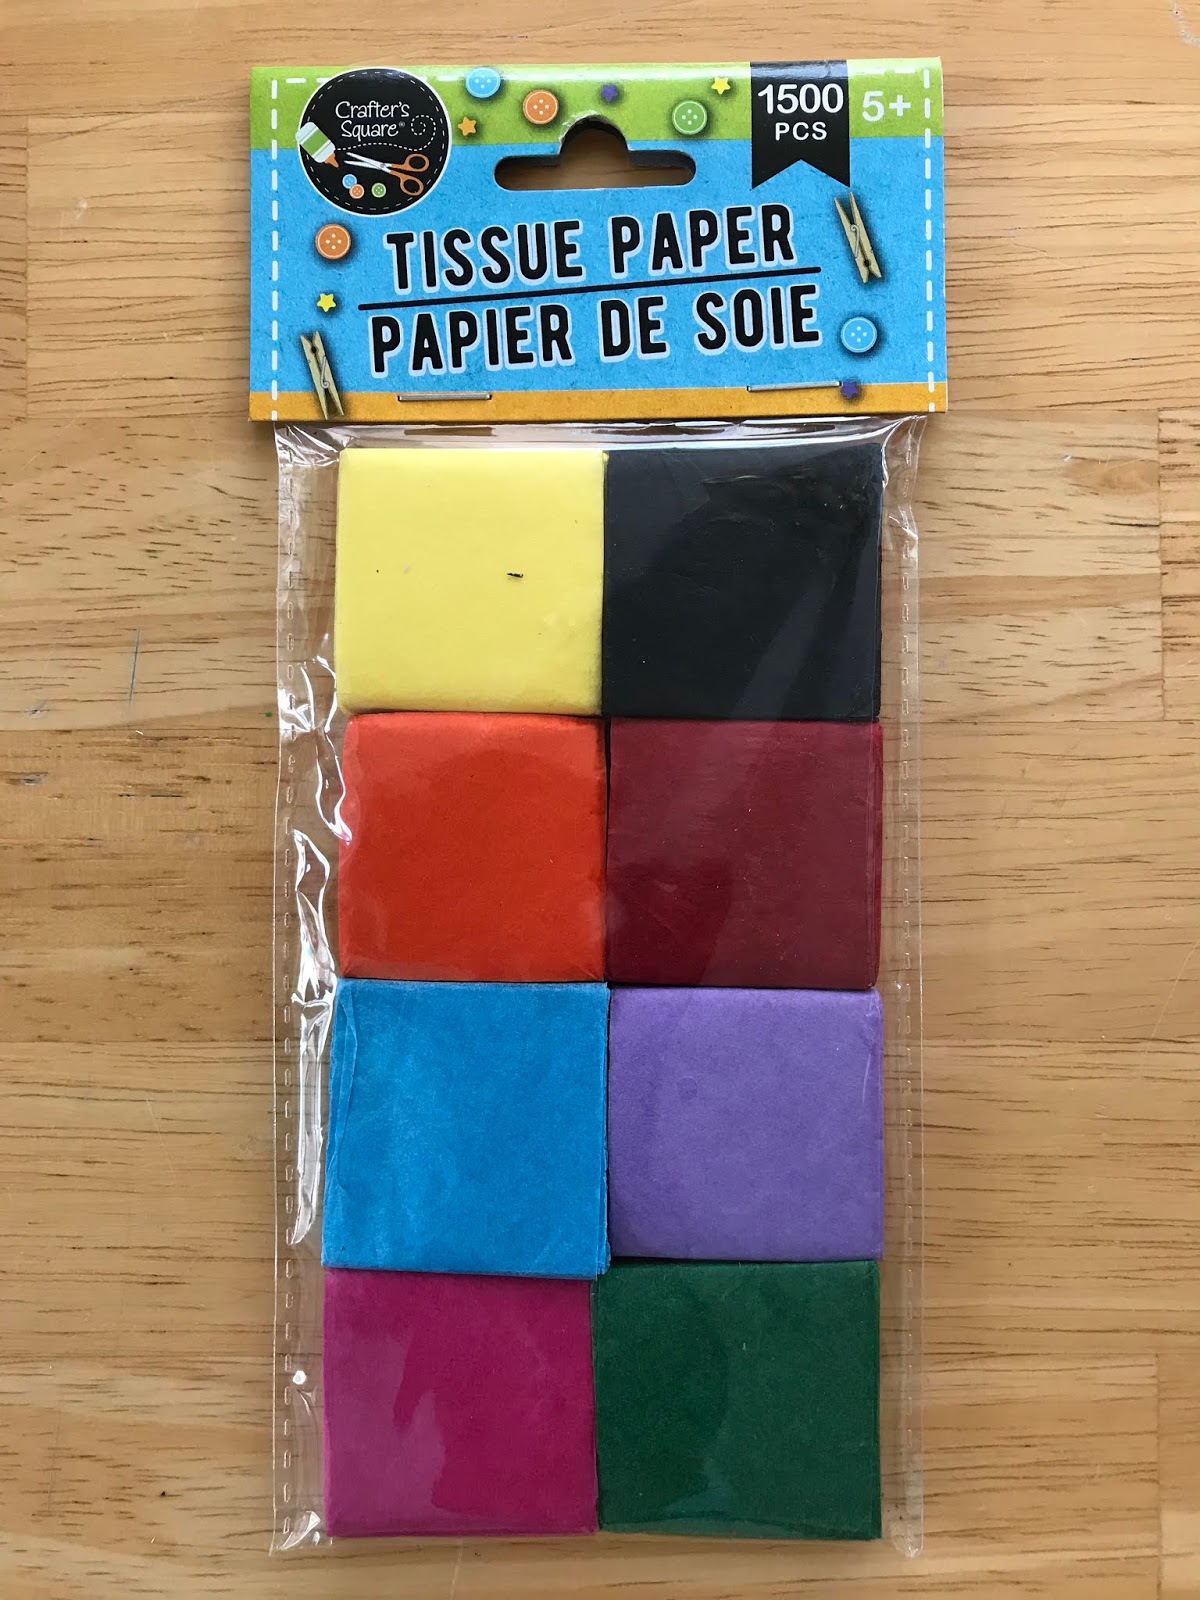 Crafter's
Square®
1500
PCS
5+
TISSUE PAPER
PAPIER DE SOIE